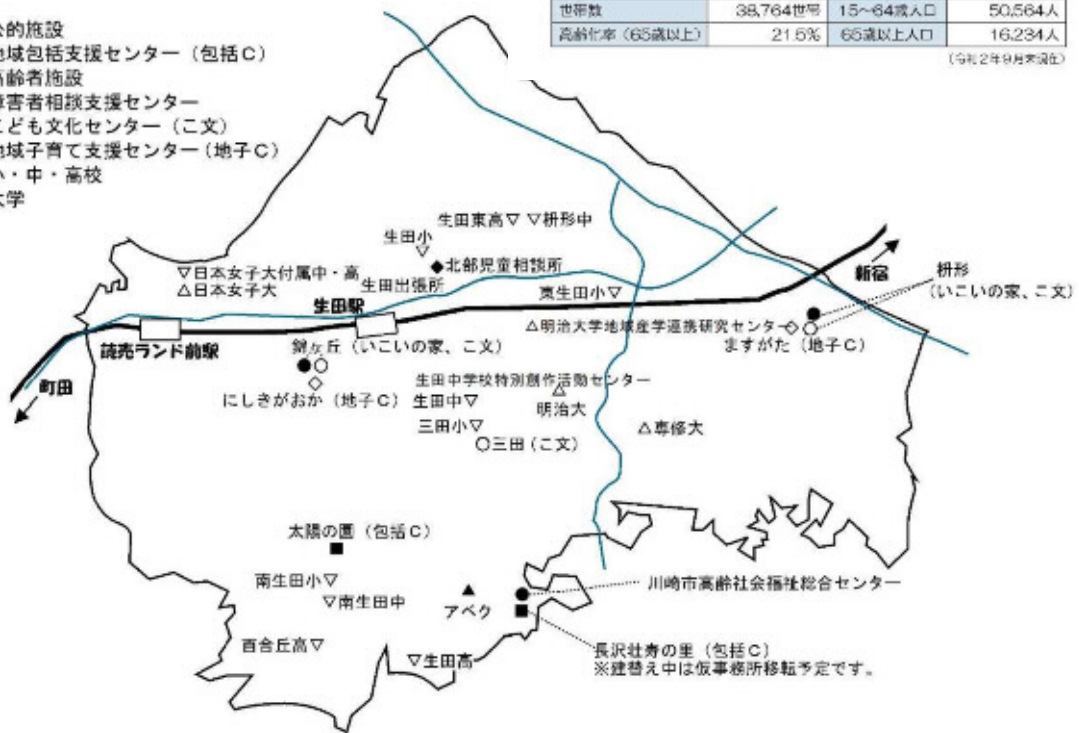 世帯数 38,764世帯 15~64歳人口 50,564人
高齢化率（65歳以上） 21.5% 65歳以上人口 16,234人
（令和2年9月末現在）
公的施設
地域包括支援センター（包括C）
高齢者施設
障害者相談支援センター
こども文化センター（こ文）
地域子育て支援センター（地子C）
小・中・高校
大学
生田東高▽ ▽枡形中
生田小
▽
◆北部児童相談所
生田出張所
▽日本女子大付属中・高
△日本女子大
生田駅
東生田小▽
新宿
枡形
（いこいの家、こ文）
△明治大学地域産学連携研究センター
ますがた（地子C）
読売ランド前駅
町田
錦ヶ丘（いこいの家、こ文）
にしきがおか（地子C）
生田中学校特別創作活動センター
生田中▽
明治大
三田小▽
○三田（こ文）
△専修大
太陽の園（包括C）
南生田小▽
▽南生田中
アベク
川崎市高齢社会福祉総合センター
百合丘高▽
▽生田高
長沢壮寿の里（包括C）
※建替え中は仮事務所移転予定です。